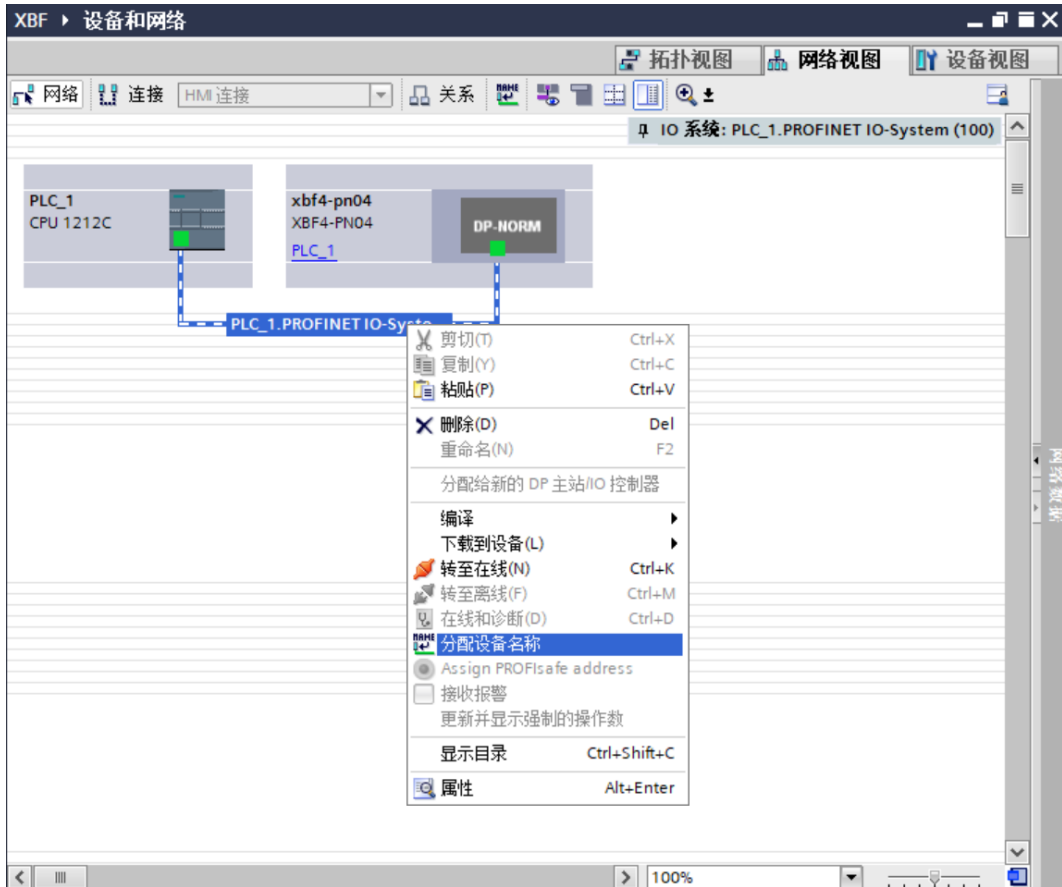 XBF ▸ 设备和网络
拓扑视图 网络视图 设备视图
网络 连接 HMI 连接 关系
IO 系统: PLC_1.PROFINET IO-System (100)
PLC_1
CPU 1212C
xbf4-pn04
XBF4-PN04
PLC_1
DP-NORM
PLC_1.PROFINET IO-Syste...
剪切(T) Ctrl+X
复制(Y) Ctrl+C
粘贴(P) Ctrl+V
删除(D) Del
重命名(N) F2
分配给新的 DP 主站/IO 控制器
编译
下载到设备(L)
转至在线(N) Ctrl+K
转至离线(F) Ctrl+M
在线和诊断(D) Ctrl+D
分配设备名称
Assign PROFIsafe address
接收报警
更新并显示强制的操作数
显示目录 Ctrl+Shift+C
属性 Alt+Enter
网络数据
100%